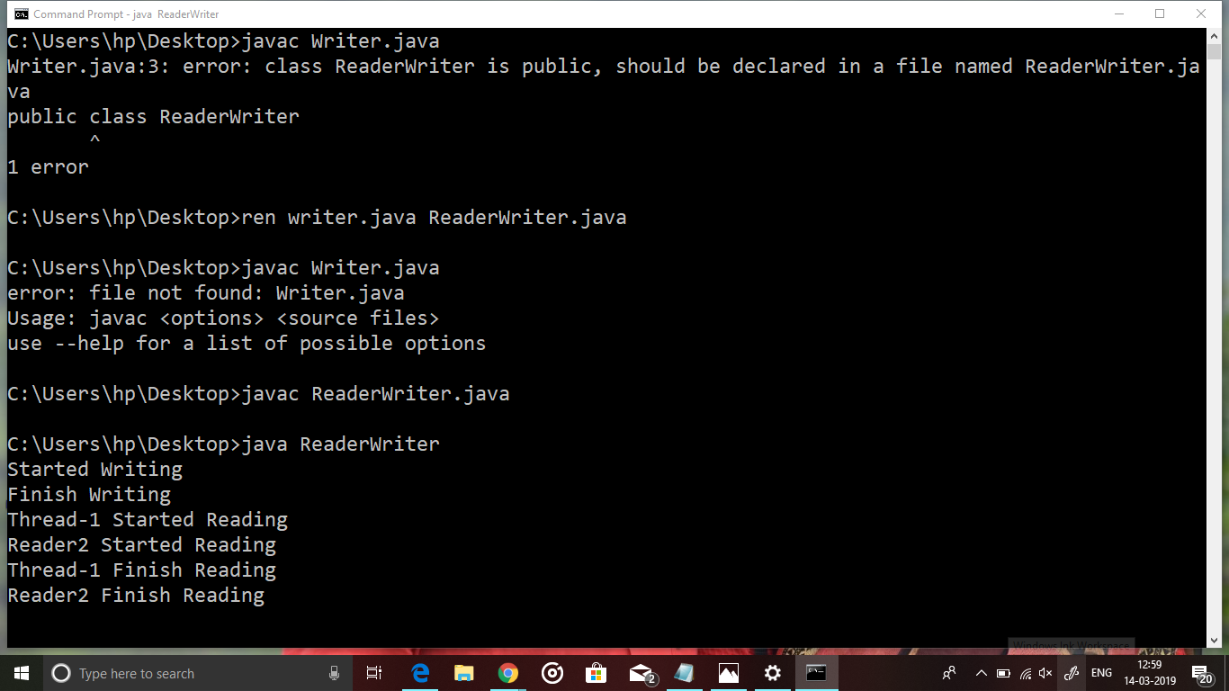 Command Prompt - java  ReaderWriter
C:\Users\hp\Desktop>javac Writer.java
Writer.java:3: error: class ReaderWriter is public, should be declared in a file named ReaderWriter.ja
va
public class ReaderWriter
       ^
1 error
C:\Users\hp\Desktop>ren writer.java ReaderWriter.java
C:\Users\hp\Desktop>javac Writer.java
error: file not found: Writer.java
Usage: javac <options> <source files>
use --help for a list of possible options
C:\Users\hp\Desktop>javac ReaderWriter.java
C:\Users\hp\Desktop>java ReaderWriter
Started Writing
Finish Writing
Thread-1 Started Reading
Reader2 Started Reading
Thread-1 Finish Reading
Reader2 Finish Reading
Type here to search
2
ENG
12:59
14-03-2019
20